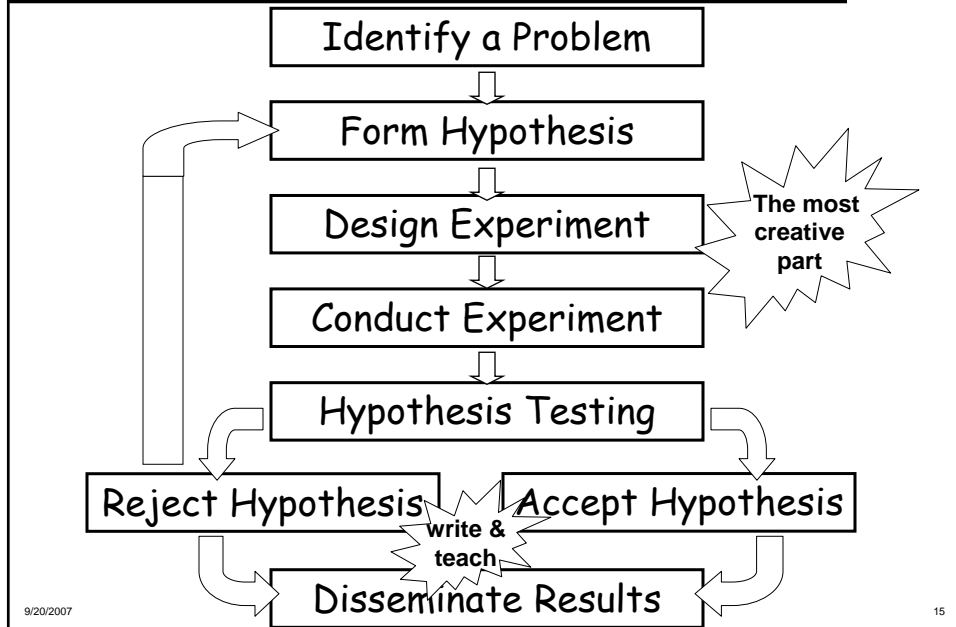 Identify a Problem
Form Hypothesis
Design Experiment
The most
creative
part
Conduct Experiment
Hypothesis Testing
Reject Hypothesis
Accept Hypothesis
write &
teach
Disseminate Results
9/20/2007
15